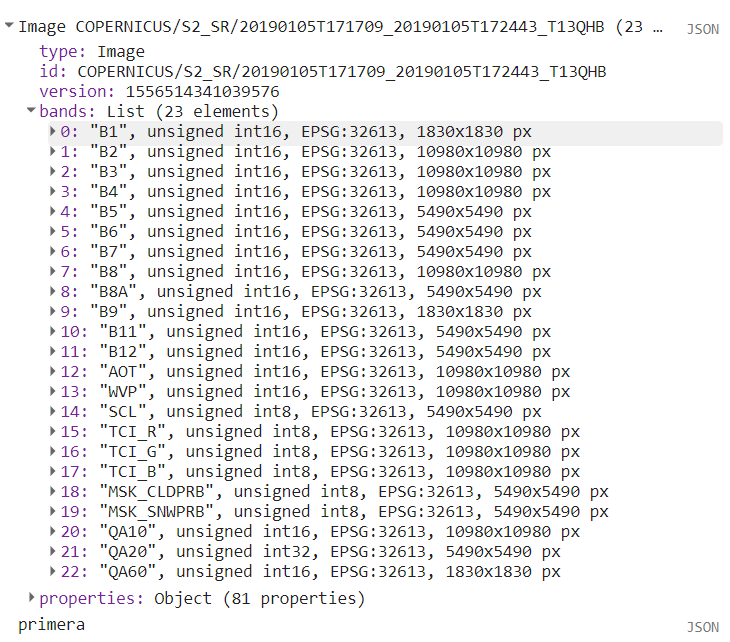 Image COPERNICUS/S2_SR/20190105T171709_20190105T172443_T13QHB (23 … JSON
type: Image
id: COPERNICUS/S2_SR/20190105T171709_20190105T172443_T13QHB
version: 1556514341039576
bands: List (23 elements)
0: "B1", unsigned int16, EPSG:32613, 1830x1830 px
1: "B2", unsigned int16, EPSG:32613, 10980x10980 px
2: "B3", unsigned int16, EPSG:32613, 10980x10980 px
3: "B4", unsigned int16, EPSG:32613, 10980x10980 px
4: "B5", unsigned int16, EPSG:32613, 5490x5490 px
5: "B6", unsigned int16, EPSG:32613, 5490x5490 px
6: "B7", unsigned int16, EPSG:32613, 5490x5490 px
7: "B8", unsigned int16, EPSG:32613, 10980x10980 px
8: "B8A", unsigned int16, EPSG:32613, 5490x5490 px
9: "B9", unsigned int16, EPSG:32613, 1830x1830 px
10: "B11", unsigned int16, EPSG:32613, 5490x5490 px
11: "B12", unsigned int16, EPSG:32613, 5490x5490 px
12: "AOT", unsigned int16, EPSG:32613, 10980x10980 px
13: "WVP", unsigned int16, EPSG:32613, 10980x10980 px
14: "SCL", unsigned int8, EPSG:32613, 5490x5490 px
15: "TCI_R", unsigned int8, EPSG:32613, 10980x10980 px
16: "TCI_G", unsigned int8, EPSG:32613, 10980x10980 px
17: "TCI_B", unsigned int8, EPSG:32613, 10980x10980 px
18: "MSK_CLDPRB", unsigned int8, EPSG:32613, 5490x5490 px
19: "MSK_SNWPRB", unsigned int8, EPSG:32613, 5490x5490 px
20: "QA10", unsigned int16, EPSG:32613, 10980x10980 px
21: "QA20", unsigned int32, EPSG:32613, 5490x5490 px
22: "QA60", unsigned int16, EPSG:32613, 1830x1830 px
properties: Object (81 properties)
primera JSON